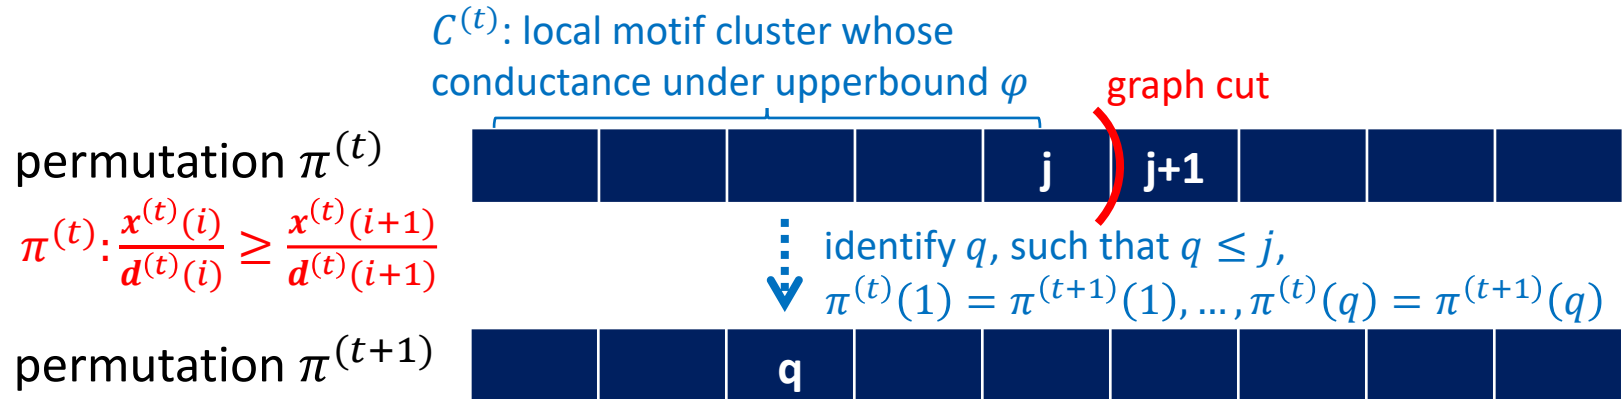 C^(t): local motif cluster whose
conductance under upperbound φ
graph cut
permutation π^(t)
j j+1
π^(t): x^(t)(i)/d^(t)(i) ≥ x^(t)(i+1)/d^(t)(i+1)
identify q, such that q ≤ j,
π^(t)(1) = π^(t+1)(1), …, π^(t)(q) = π^(t+1)(q)
permutation π^(t+1)
q